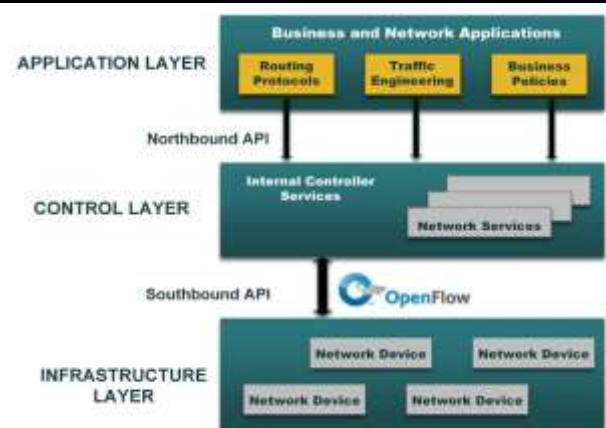 Business and Network Applications
APPLICATION LAYER
Routing
Protocols
Traffic
Engineering
Business
Policies
Northbound API
Internal Controller
Services
CONTROL LAYER
Network Services
Southbound API
OpenFlow
Network Device
Network Device
INFRASTRUCTURE
LAYER
Network Device
Network Device